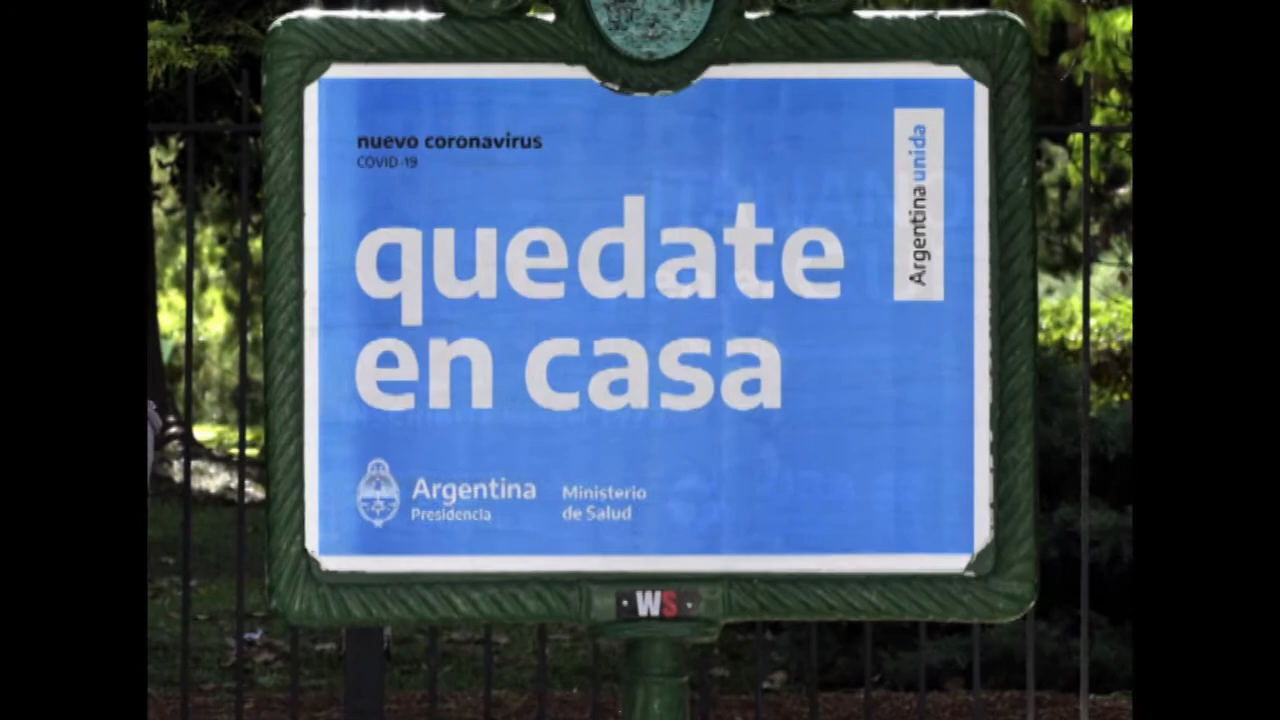 nuevo coronavirus
COVID-19
Argentina unida
quedate
en casa
Argentina
Presidencia
Ministerio
de Salud
WS